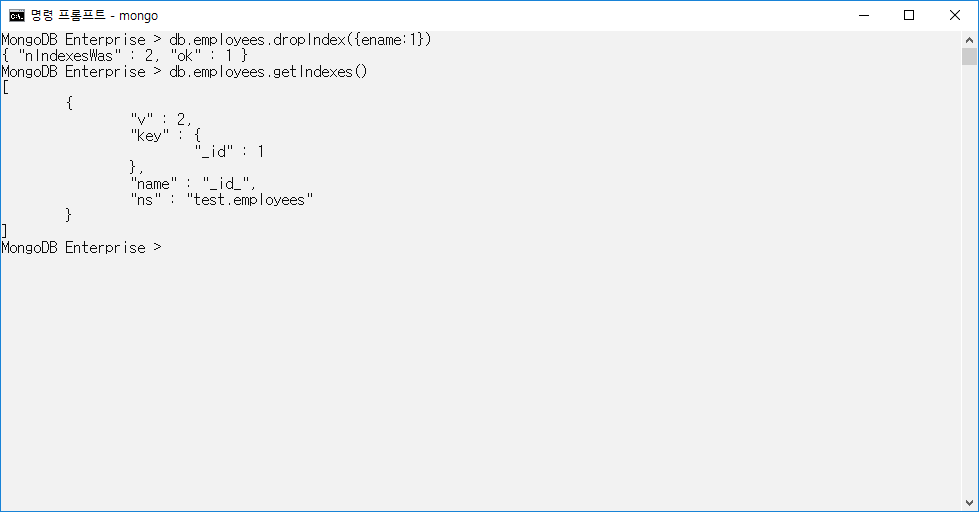 명령 프롬프트 - mongo
MongoDB Enterprise > db.employees.dropIndex({ename:1})
{ "nIndexesWas" : 2, "ok" : 1 }
MongoDB Enterprise > db.employees.getIndexes()
[
        {
                "v" : 2,
                "key" : {
                        "_id" : 1
                },
                "name" : "_id_",
                "ns" : "test.employees"
        }
]
MongoDB Enterprise >